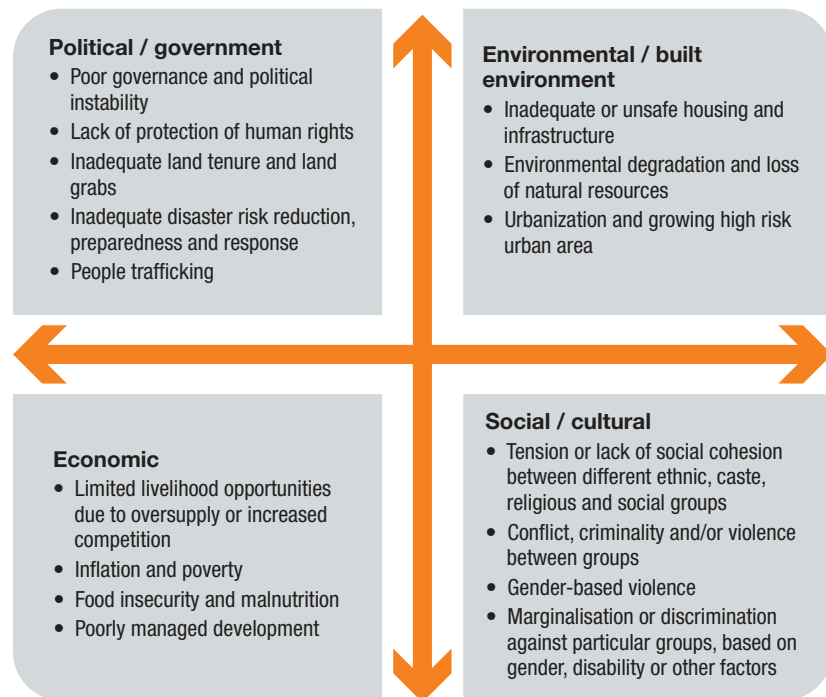 Political / government
• Poor governance and political
instability
• Lack of protection of human rights
• Inadequate land tenure and land
grabs
• Inadequate disaster risk reduction,
preparedness and response
• People trafficking
Environmental / built
environment
• Inadequate or unsafe housing and
infrastructure
• Environmental degradation and loss
of natural resources
• Urbanization and growing high risk
urban area
Economic
• Limited livelihood opportunities
due to oversupply or increased
competition
• Inflation and poverty
• Food insecurity and malnutrition
• Poorly managed development
Social / cultural
• Tension or lack of social cohesion
between different ethnic, caste,
religious and social groups
• Conflict, criminality and/or violence
between groups
• Gender-based violence
• Marginalisation or discrimination
against particular groups, based on
gender, disability or other factors